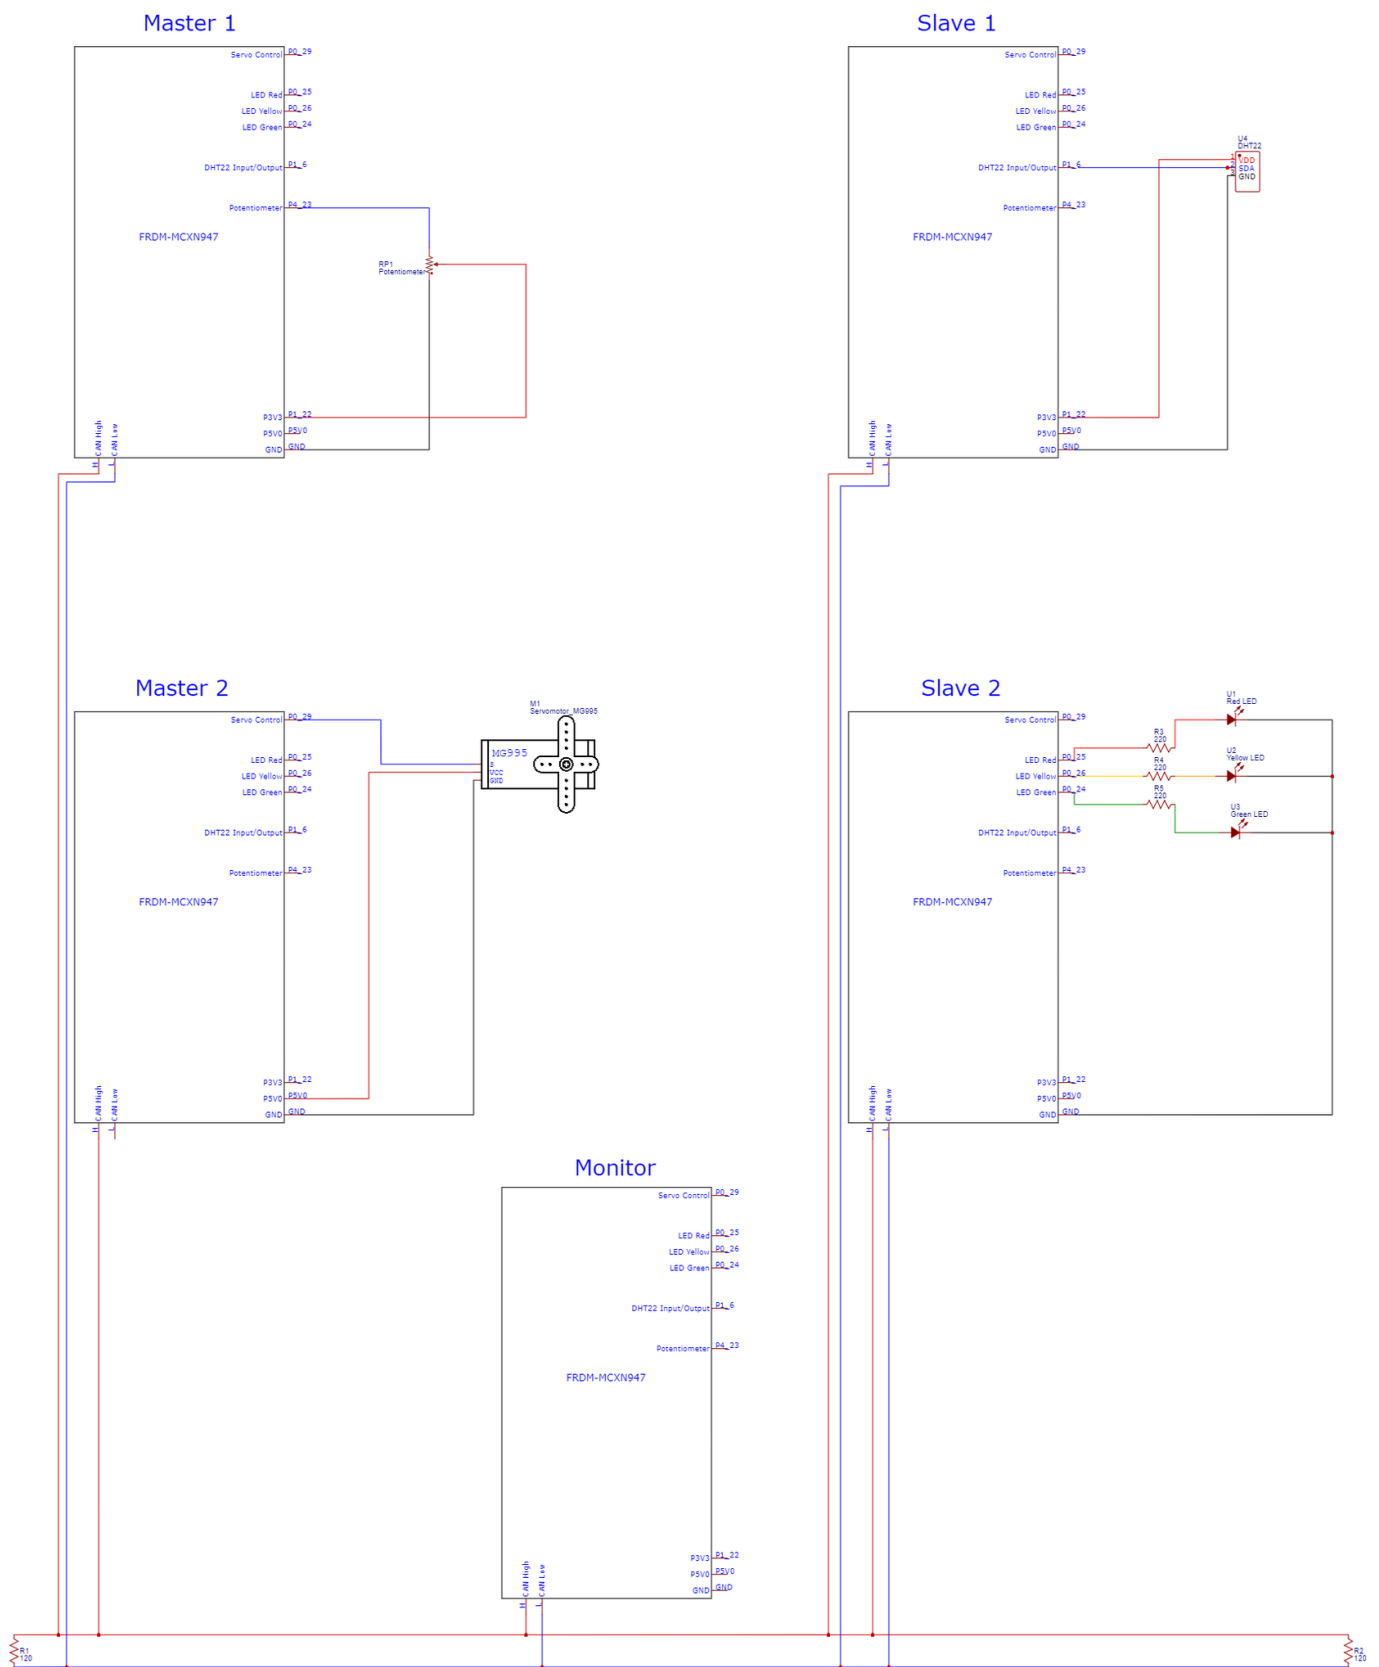 Master 1
Servo Control P0_29
LED Red P0_25
LED Yellow P0_26
LED Green P0_24
DHT22 Input/Output P1_6
Potentiometer P4_23
FRDM-MCXN947
RP1
Potentiometer
P3V3 P1_22
P5V0 P5V0
GND GND
CAN High
CAN Low
H
L
Slave 1
Servo Control P0_29
LED Red P0_25
LED Yellow P0_26
LED Green P0_24
DHT22 Input/Output P1_6
Potentiometer P4_23
FRDM-MCXN947
U4
DHT22
1 VDD
2 SDA
3 GND
P3V3 P1_22
P5V0 P5V0
GND GND
CAN High
CAN Low
H
L
Master 2
Servo Control P0_29
LED Red P0_25
LED Yellow P0_26
LED Green P0_24
DHT22 Input/Output P1_6
Potentiometer P4_23
FRDM-MCXN947
M1
Servomotor_MG995
MG995
S
VCC
GND
P3V3 P1_22
P5V0 P5V0
GND GND
CAN High
CAN Low
H
L
Slave 2
Servo Control P0_29
LED Red P0_25
LED Yellow P0_26
LED Green P0_24
DHT22 Input/Output P1_6
Potentiometer P4_23
FRDM-MCXN947
R3
220
R4
220
R5
220
U1
Red LED
U2
Yellow LED
U3
Green LED
P3V3 P1_22
P5V0 P5V0
GND GND
CAN High
CAN Low
H
L
Monitor
Servo Control P0_29
LED Red P0_25
LED Yellow P0_26
LED Green P0_24
DHT22 Input/Output P1_6
Potentiometer P4_23
FRDM-MCXN947
P3V3 P1_22
P5V0 P5V0
GND GND
CAN High
CAN Low
H
L
R1
120
R2
120